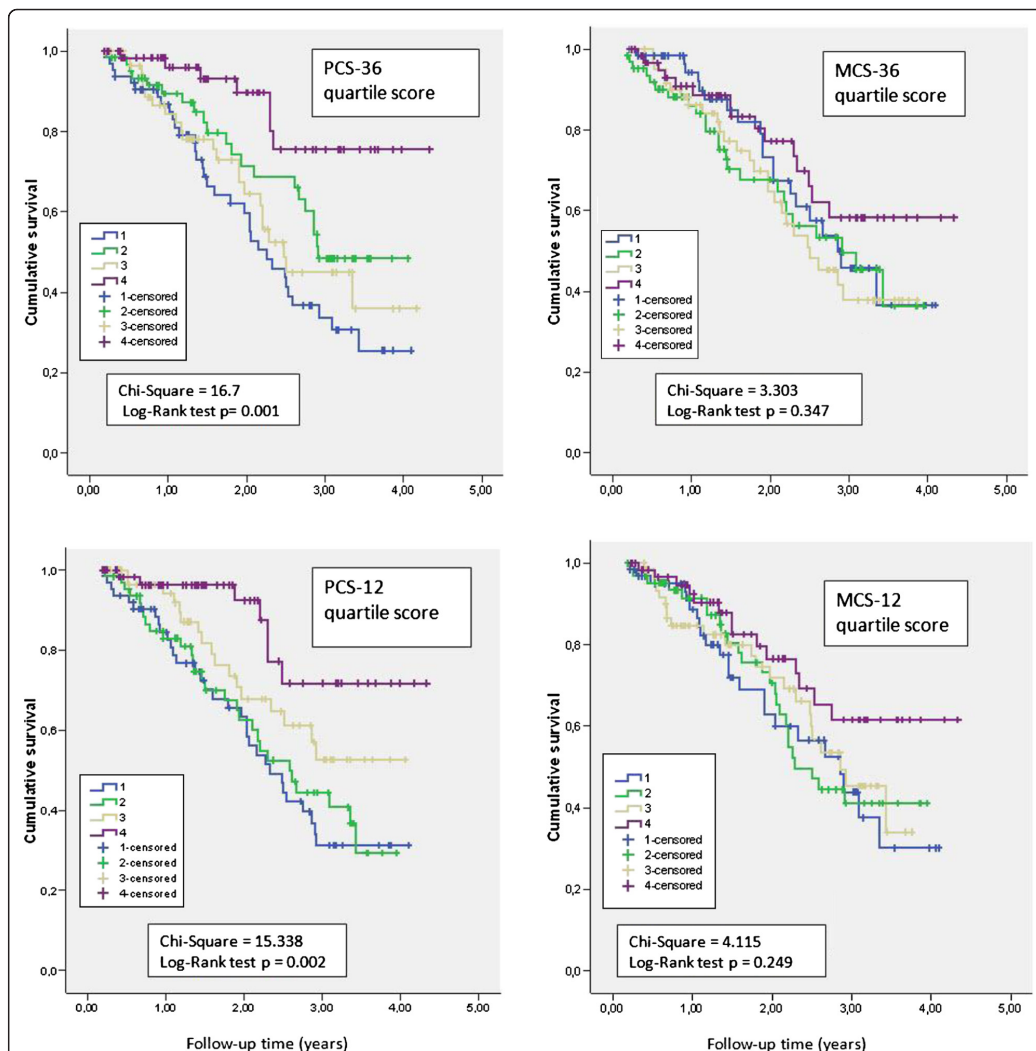 PCS-36
quartile score
Cumulative survival
1,0
0,8
0,6
0,4
0,2
0,0
1
2
3
4
1-censored
2-censored
3-censored
4-censored
Chi-Square = 16.7
Log-Rank test p= 0.001
0,00 1,00 2,00 3,00 4,00 5,00
MCS-36
quartile score
Cumulative survival
1,0
0,8
0,6
0,4
0,2
0,0
1
2
3
4
1-censored
2-censored
3-censored
4-censored
Chi-Square = 3.303
Log-Rank test p = 0.347
0,00 1,00 2,00 3,00 4,00 5,00
PCS-12
quartile score
Cumulative survival
1,0
0,8
0,6
0,4
0,2
0,0
1
2
3
4
1-censored
2-censored
3-censored
4-censored
Chi-Square = 15.338
Log-Rank test p = 0.002
0,00 1,00 2,00 3,00 4,00 5,00
Follow-up time (years)
MCS-12
quartile score
Cumulative survival
1,0
0,8
0,6
0,4
0,2
0,0
1
2
3
4
1-censored
2-censored
3-censored
4-censored
Chi-Square = 4.115
Log-Rank test p = 0.249
0,00 1,00 2,00 3,00 4,00 5,00
Follow-up time (years)